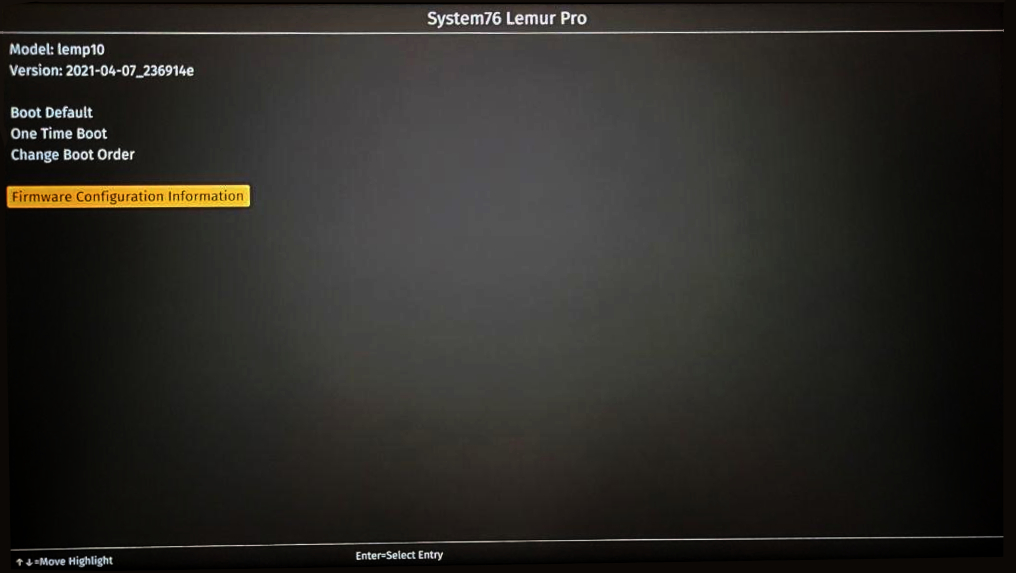 System76 Lemur Pro
Model: lemp10
Version: 2021-04-07_236914e
Boot Default
One Time Boot
Change Boot Order
Firmware Configuration Information
↑↓=Move Highlight
Enter=Select Entry